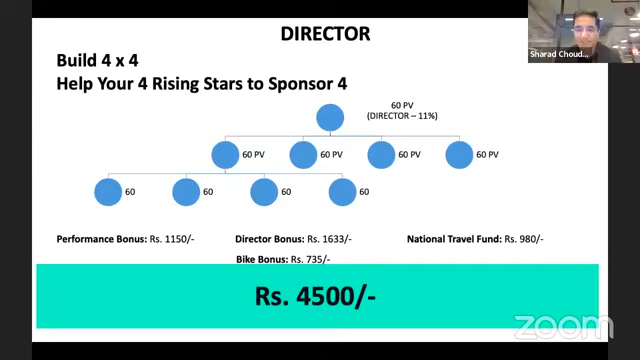 DIRECTOR
Build 4 x 4
Help Your 4 Rising Stars to Sponsor 4
60 PV
(DIRECTOR – 11%)
60 PV 60 PV 60 PV 60 PV
60 60 60 60
Performance Bonus: Rs. 1150/- Director Bonus: Rs. 1633/- National Travel Fund: Rs. 980/-
Bike Bonus: Rs. 735/-
Rs. 4500/-
Sharad Choud...
zoom